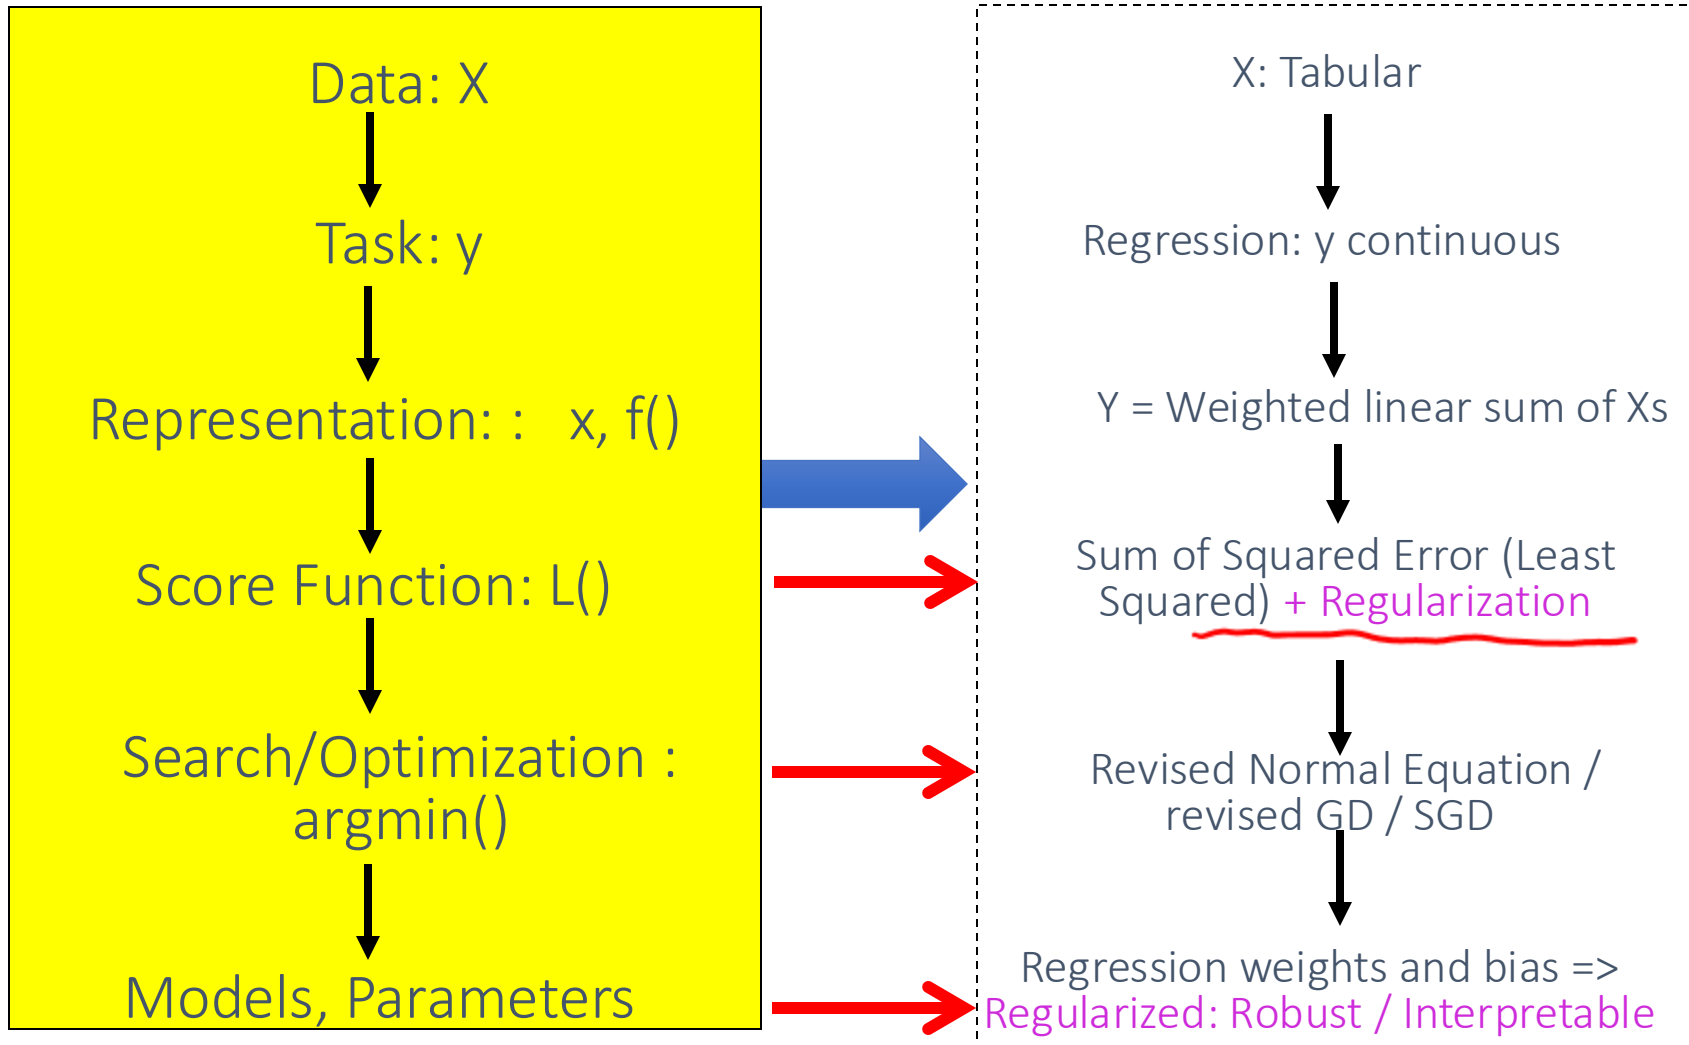 Data: X
Task: y
Representation: : x, f()
Score Function: L()
Search/Optimization :
argmin()
Models, Parameters
X: Tabular
Regression: y continuous
Y = Weighted linear sum of Xs
Sum of Squared Error (Least
Squared) + Regularization
Revised Normal Equation /
revised GD / SGD
Regression weights and bias =>
Regularized: Robust / Interpretable